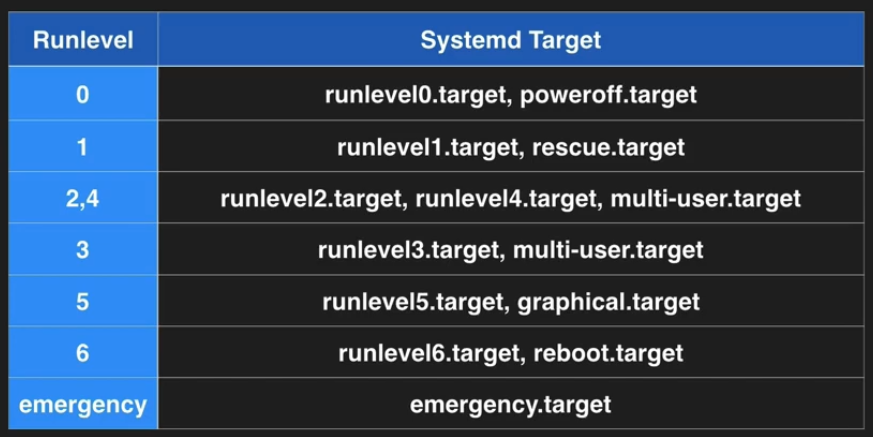 Runlevel Systemd Target
0 runlevel0.target, poweroff.target
1 runlevel1.target, rescue.target
2,4 runlevel2.target, runlevel4.target, multi-user.target
3 runlevel3.target, multi-user.target
5 runlevel5.target, graphical.target
6 runlevel6.target, reboot.target
emergency emergency.target